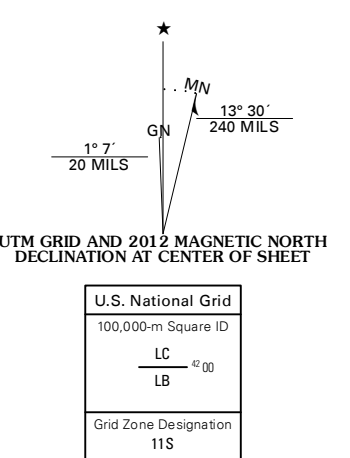 ★
MN
13° 30´
240 MILS
GN
1° 7´
20 MILS
UTM GRID AND 2012 MAGNETIC NORTH
DECLINATION AT CENTER OF SHEET
U.S. National Grid
100,000-m Square ID
LC
42 00
LB
Grid Zone Designation
11S